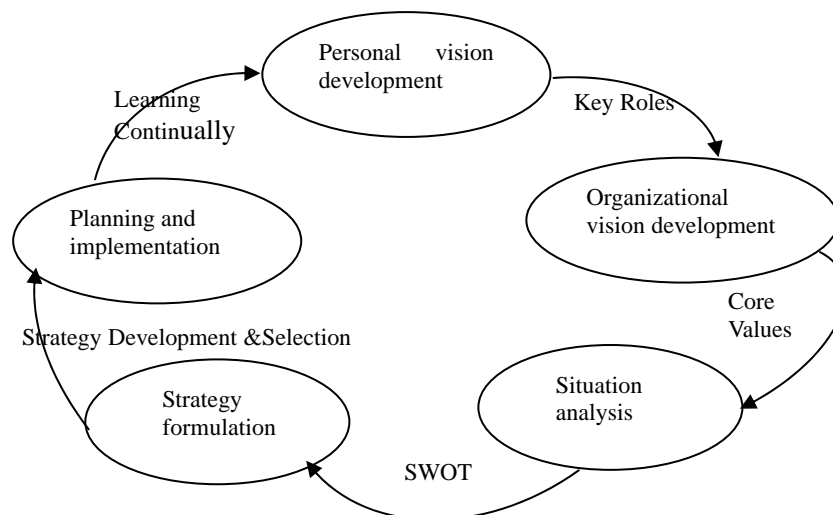 Personal vision
development
Key Roles
Organizational
vision development
Core
Values
Situation
analysis
SWOT
Strategy
formulation
Strategy Development &Selection
Planning and
implementation
Learning
Continually